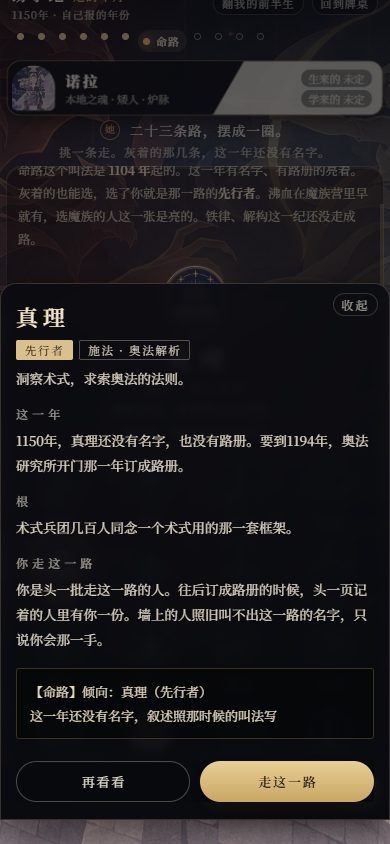 1150年 · 自己报的年份
翻我的前半生
回到牌桌
命路
诺拉
本地之魂 · 矮人 · 炉脉
生来的 未定
学来的 未定
她
二十三条路，摆成一圈。
挑一条走。灰着的那几条，这一年还没有名字。
命路这个叫法是 1104 年起的。这一年有名字、有路册的亮着。
灰着的也能选，选了你就是那一路的先行者。沸血在魔族营里早
就有，选魔族的人这一张是亮的。铁律、解构这一纪还没走成
路。
真理
收起
先行者
施法 · 奥法解析
洞察术式，求索奥法的法则。
这一年
1150年，真理还没有名字，也没有路册。要到1194年，奥法
研究所开门那一年订成路册。
根
术式兵团几百人同念一个术式用的那一套框架。
你走这一路
你是头一批走这一路的人。往后订成路册的时候，头一页记
着的人里有你一份。墙上的人照旧叫不出这一路的名字，只
说你会那一手。
【命路】倾向：真理（先行者）
这一年还没有名字，叙述照那时候的叫法写
再看看
走这一路